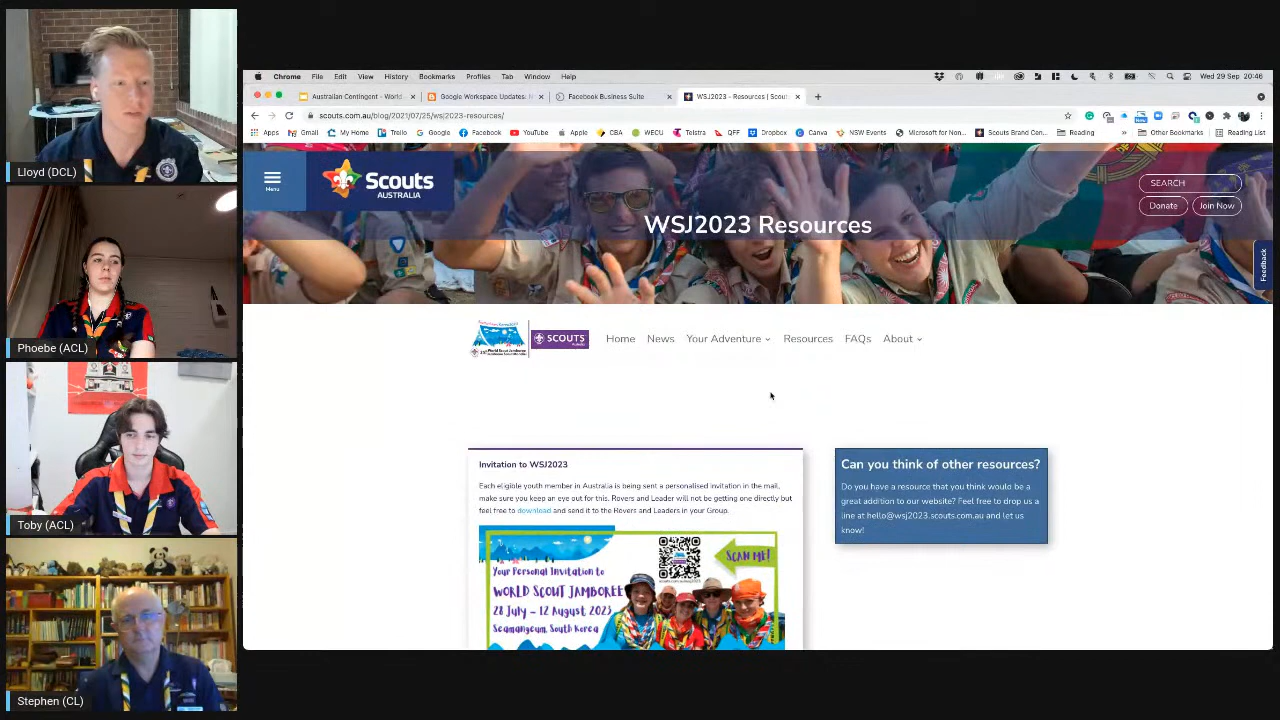 Lloyd (DCL)
Phoebe (ACL)
Toby (ACL)
Stephen (CL)
Chrome File Edit View History Bookmarks Profiles Tab Window Help
Wed 29 Sep 20:46
Australian Contingent - World
Google Workspace Updates: N
Facebook Business Suite
WSJ2023 - Resources | Scou
scouts.com.au/blog/2021/07/25/wsj2023-resources/
Apps Gmail My Home Trello Google Facebook YouTube Apple CBA WECU Telstra QFF Dropbox Canva NSW Events Microsoft for Non... Scouts Brand Cen... Reading » Other Bookmarks Reading List
Menu
Scouts
AUSTRALIA
WSJ2023 Resources
SEARCH
Donate Join Now
Feedback
SCOUTS
Home News Your Adventure Resources FAQs About
Invitation to WSJ2023
Each eligible youth member in Australia is being sent a personalised invitation in the mail,
make sure you keep an eye out for this. Rovers and Leader will not be getting one directly but
feel free to download and send it to the Rovers and Leaders in your Group.
Your Personal Invitation to
WORLD SCOUT JAMBOREE
28 July – 12 August 2023
Saemangeum, South Korea
SCAN ME!
Can you think of other resources?
Do you have a resource that you think would be a
great addition to our website? Feel free to drop us a
line at hello@wsj2023.scouts.com.au and let us
know!